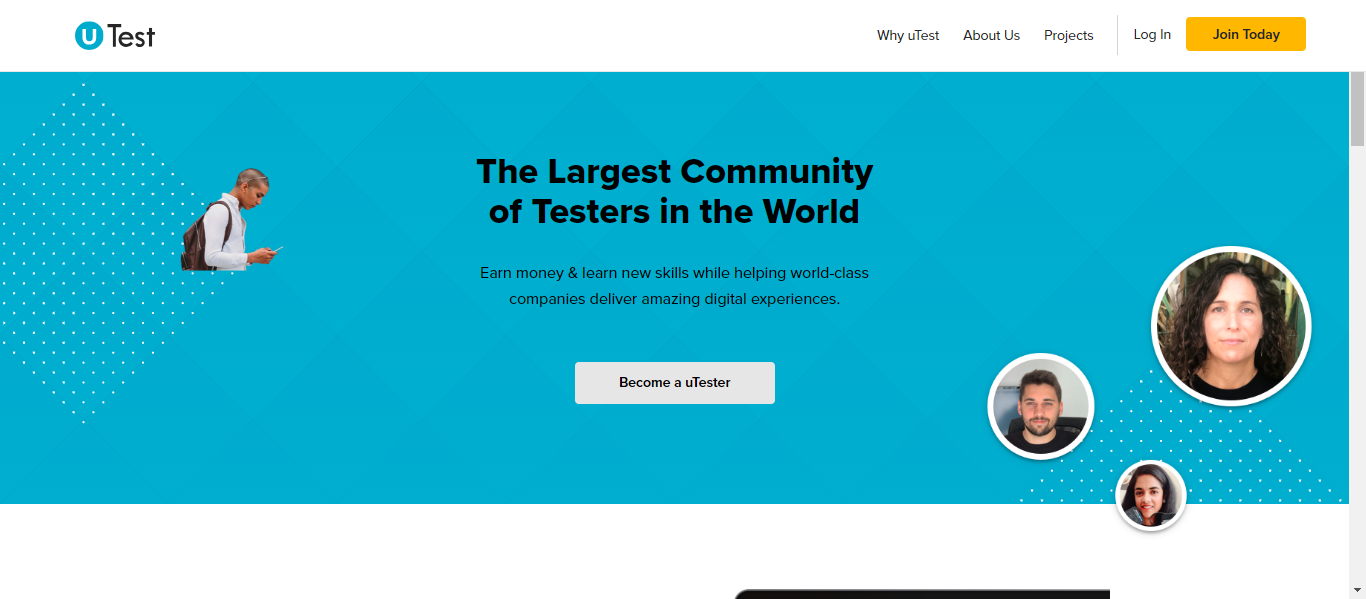 uTest
Why uTest
About Us
Projects
Log In
Join Today
The Largest Community
of Testers in the World
Earn money & learn new skills while helping world-class
companies deliver amazing digital experiences.
Become a uTester